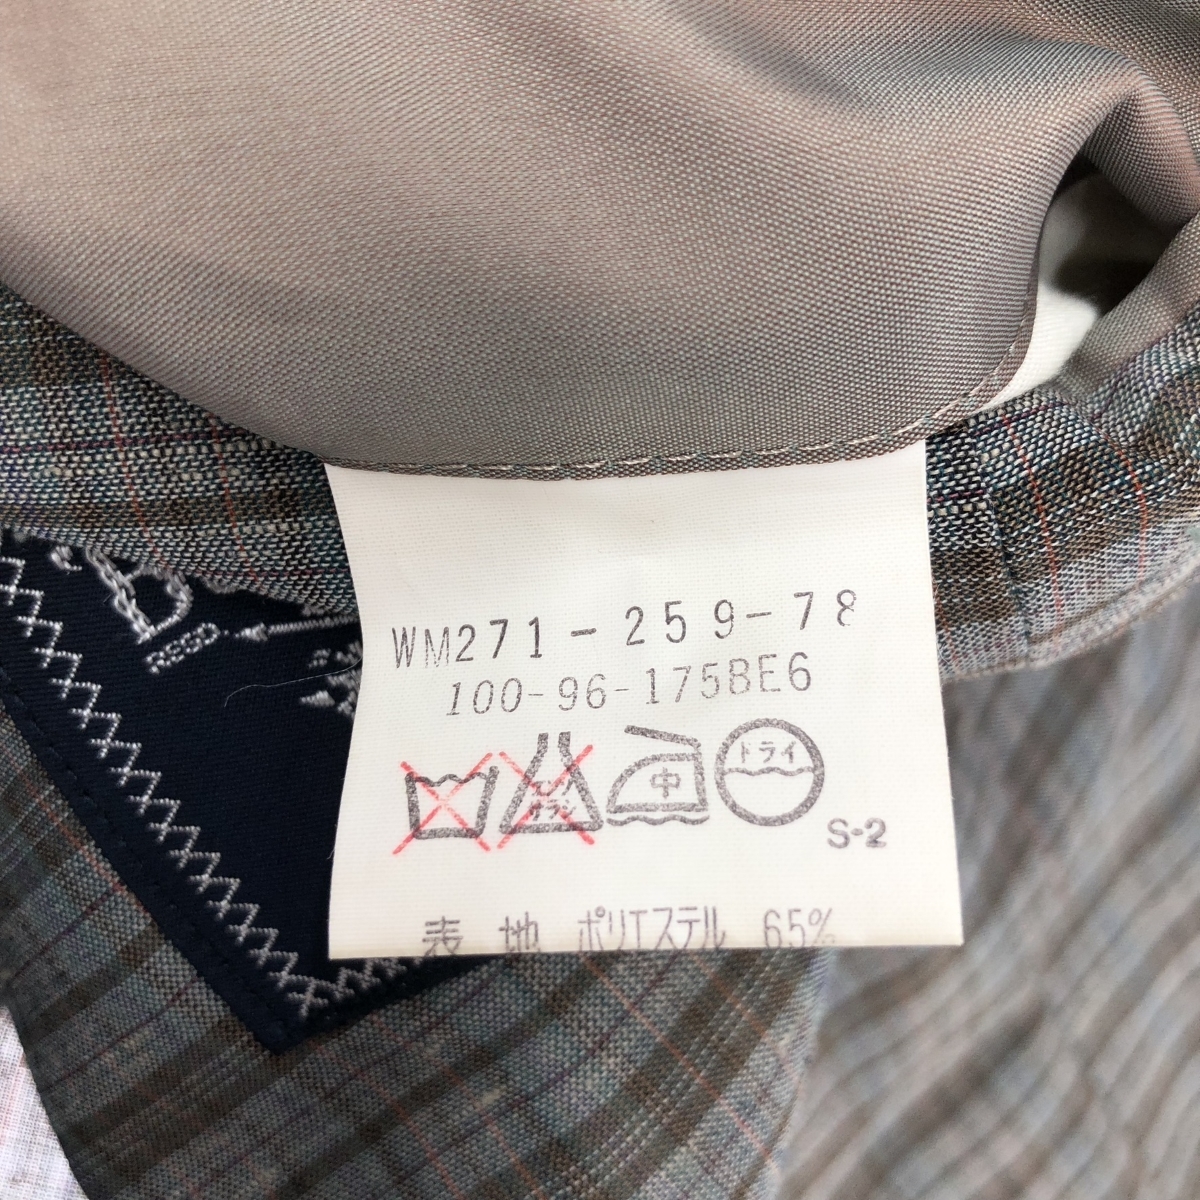 WM271-259-78
100-96-175BE6
中 ドライ
S-2
表 地 ポリエステル 65%
REG